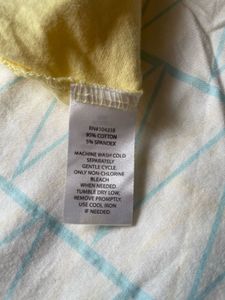 95% COTTON
5% SPANDEX
MACHINE WASH COLD
SEPARATELY
GENTLE CYCLE.
ONLY NON-CHLORINE
BLEACH
WHEN NEEDED.
TUMBLE DRY LOW.
REMOVE PROMPTLY.
USE COOL IRON
IF NEEDED